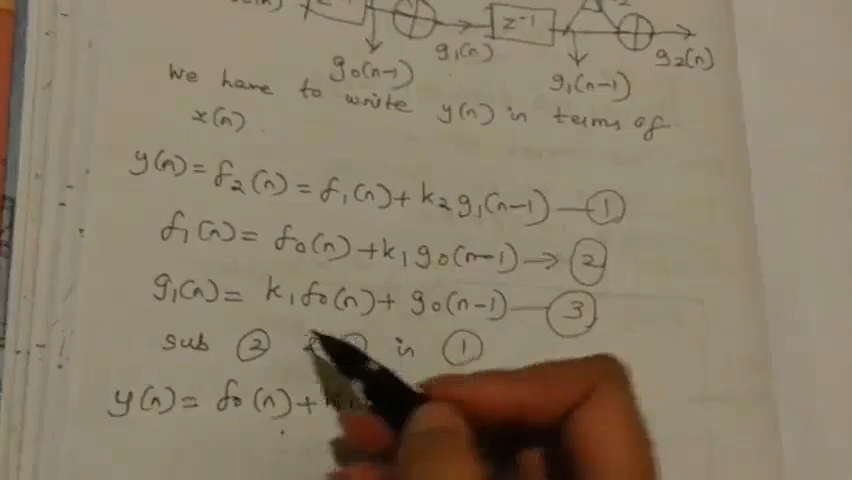 z⁻¹
g₁(n)
g₂(n)
g₀(n-1)
g₁(n-1)
We have to write y(n) in terms of
x(n)
y(n) = f₂(n) = f₁(n) + k₂ g₁(n-1) — ①
f₁(n) = f₀(n) + k₁ g₀(n-1) → ②
g₁(n) = k₁ f₀(n) + g₀(n-1) — ③
sub ② in ①
y(n) = f₀(n) +